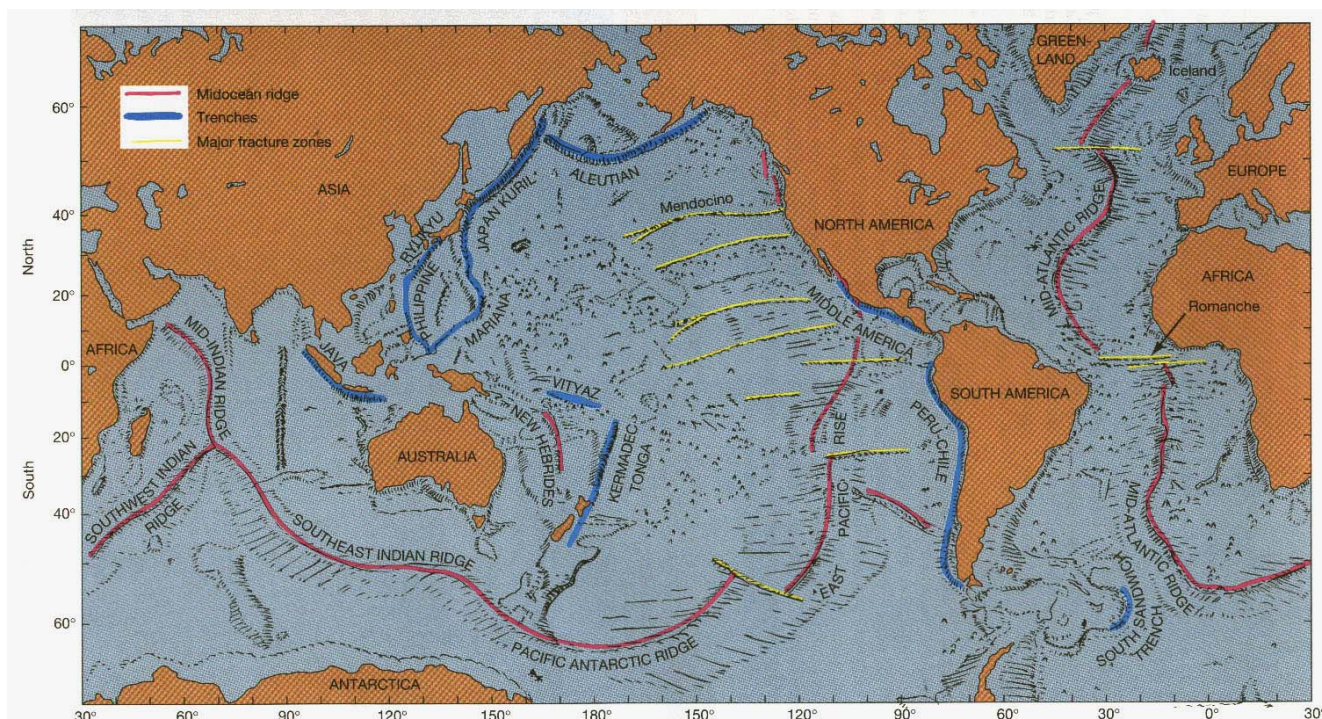 GREEN-
LAND
Iceland
Midocean ridge
Trenches
Major fracture zones
60°
40°
20°
0°
20°
40°
60°
North
South
ASIA
ALEUTIAN
JAPAN KURIL
RYUKYU
PHILIPPINE
MARIANA
Mendocino
NORTH AMERICA
MID-ATLANTIC RIDGE
EUROPE
AFRICA
Romanche
AFRICA
MID-INDIAN RIDGE
JAVA
VITYAZ
MIDDLE AMERICA
SOUTH AMERICA
AUSTRALIA
NEW HEBRIDES
KERMADEC-
TONGA
EAST PACIFIC RISE
PERU-CHILE
SOUTHWEST INDIAN
RIDGE
SOUTHEAST INDIAN RIDGE
MID-ATLANTIC RIDGE
SOUTH SANDWICH
TRENCH
PACIFIC ANTARCTIC RIDGE
ANTARCTICA
30° 60° 90° 120° 150° 180° 150° 120° 90° 60° 30° 0° 30°